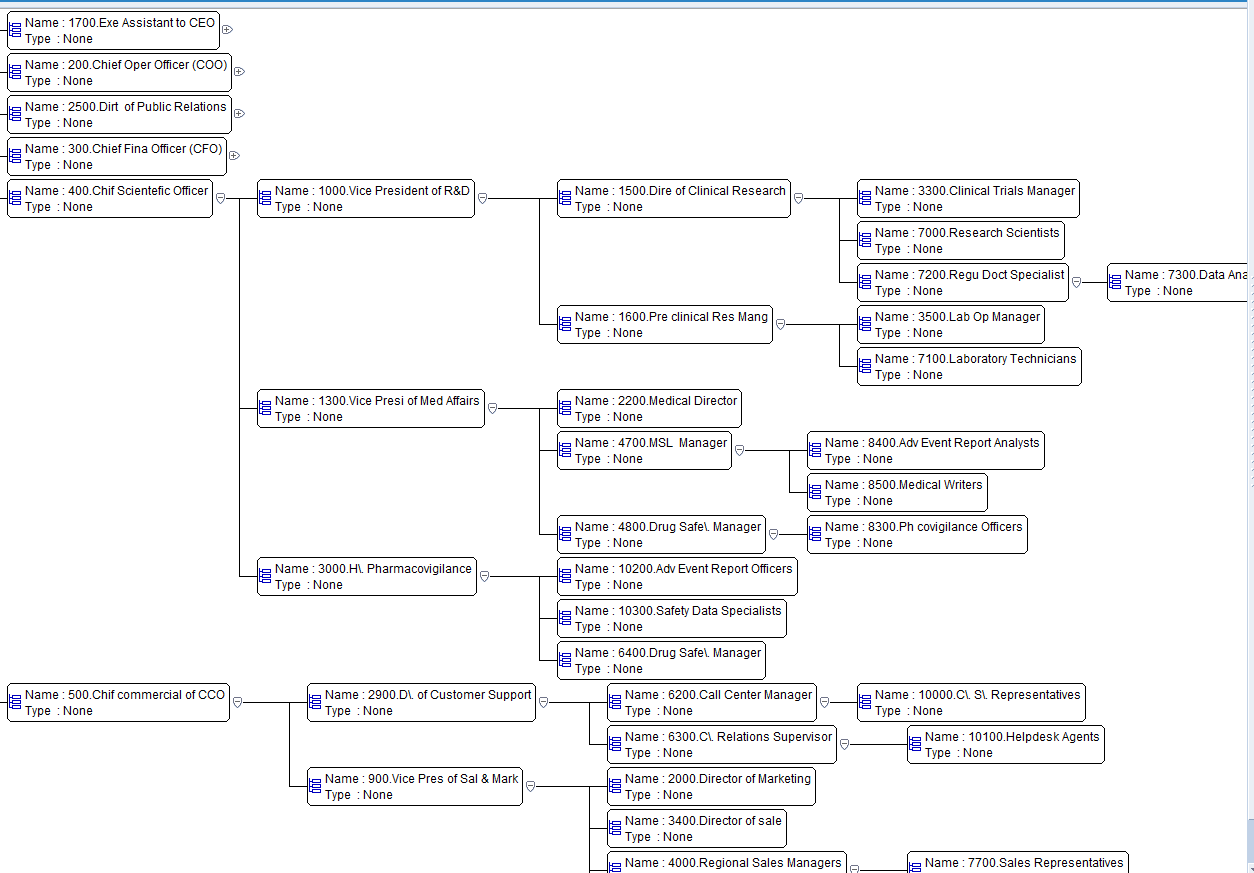 Name : 1700.Exe Assistant to CEO
Type : None
Name : 200.Chief Oper Officer (COO)
Type : None
Name : 2500.Dirt of Public Relations
Type : None
Name : 300.Chief Fina Officer (CFO)
Type : None
Name : 400.Chif Scientefic Officer
Type : None
Name : 1000.Vice President of R&D
Type : None
Name : 1500.Dire of Clinical Research
Type : None
Name : 3300.Clinical Trials Manager
Type : None
Name : 7000.Research Scientists
Type : None
Name : 7200.Regu Doct Specialist
Type : None
Name : 7300.Data Ana
Type : None
Name : 1600.Pre clinical Res Mang
Type : None
Name : 3500.Lab Op Manager
Type : None
Name : 7100.Laboratory Technicians
Type : None
Name : 1300.Vice Presi of Med Affairs
Type : None
Name : 2200.Medical Director
Type : None
Name : 4700.MSL Manager
Type : None
Name : 8400.Adv Event Report Analysts
Type : None
Name : 8500.Medical Writers
Type : None
Name : 4800.Drug Safe\. Manager
Type : None
Name : 8300.Ph covigilance Officers
Type : None
Name : 3000.H\. Pharmacovigilance
Type : None
Name : 10200.Adv Event Report Officers
Type : None
Name : 10300.Safety Data Specialists
Type : None
Name : 6400.Drug Safe\. Manager
Type : None
Name : 500.Chif commercial of CCO
Type : None
Name : 2900.D\. of Customer Support
Type : None
Name : 6200.Call Center Manager
Type : None
Name : 10000.C\. S\. Representatives
Type : None
Name : 6300.C\. Relations Supervisor
Type : None
Name : 10100.Helpdesk Agents
Type : None
Name : 900.Vice Pres of Sal & Mark
Type : None
Name : 2000.Director of Marketing
Type : None
Name : 3400.Director of sale
Type : None
Name : 4000.Regional Sales Managers
Name : 7700.Sales Representatives